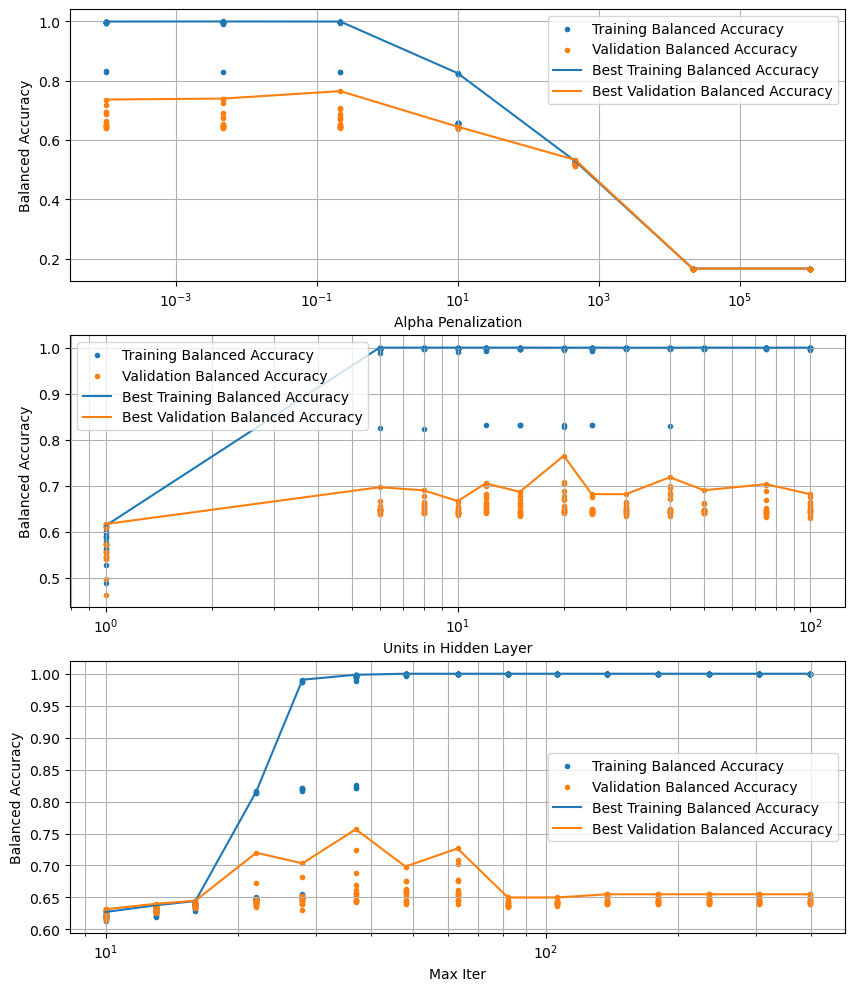 1.0
0.8
0.6
0.4
0.2
Balanced Accuracy
Training Balanced Accuracy
Validation Balanced Accuracy
Best Training Balanced Accuracy
Best Validation Balanced Accuracy
10⁻³ 10⁻¹ 10¹ 10³ 10⁵
Alpha Penalization
1.0
0.9
0.8
0.7
0.6
0.5
Balanced Accuracy
Training Balanced Accuracy
Validation Balanced Accuracy
Best Training Balanced Accuracy
Best Validation Balanced Accuracy
10⁰ 10¹ 10²
Units in Hidden Layer
1.00
0.95
0.90
0.85
0.80
0.75
0.70
0.65
0.60
Balanced Accuracy
Training Balanced Accuracy
Validation Balanced Accuracy
Best Training Balanced Accuracy
Best Validation Balanced Accuracy
10¹ 10²
Max Iter